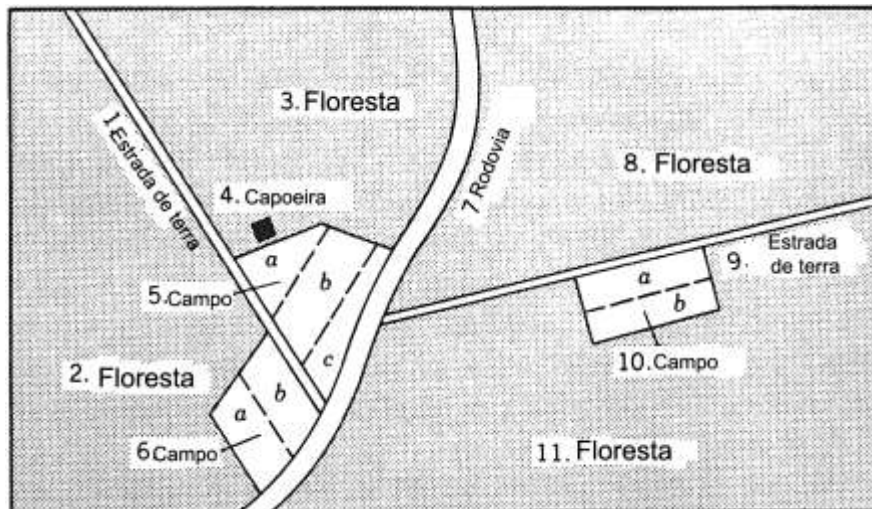 3. Floresta
1. Estrada de terra
7 Rodovia
8. Floresta
4. Capoeira
a
5. Campo
b
c
9. Estrada
de terra
a
b
10. Campo
2. Floresta
a
b
6 Campo
11. Floresta